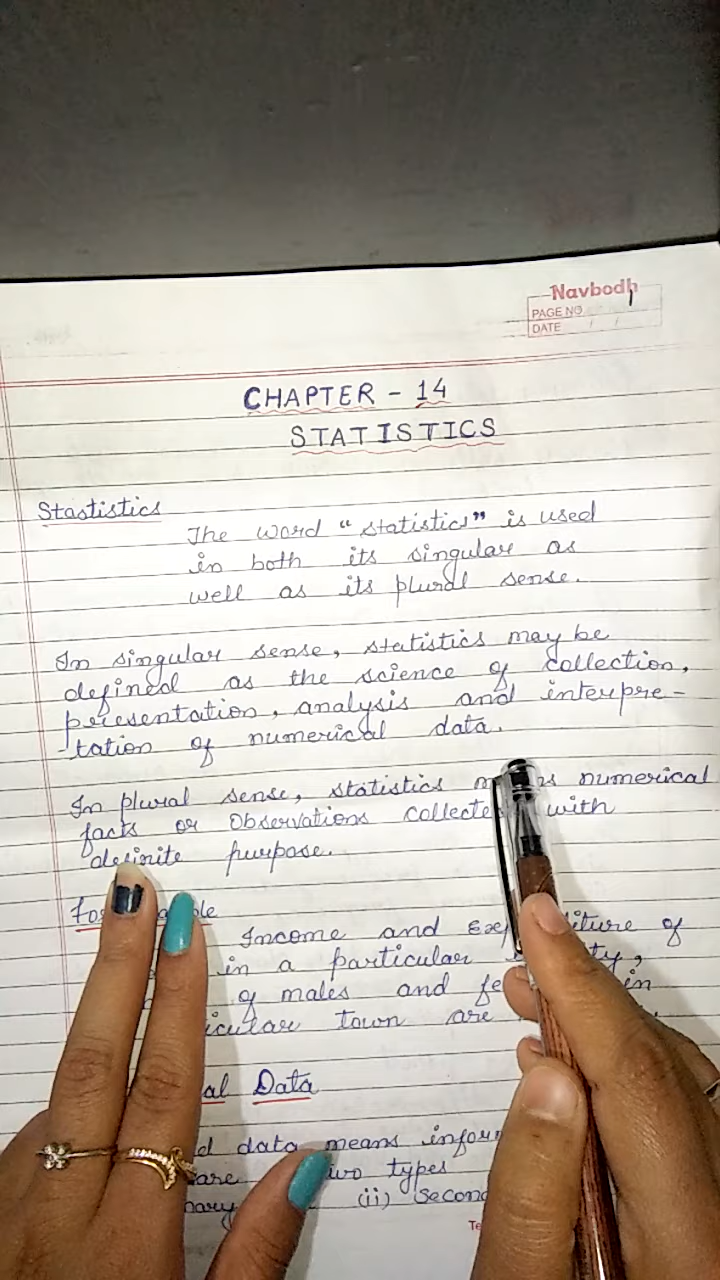 Navbodh
PAGE NO
DATE / /
CHAPTER - 14
STATISTICS
Stastistics
The word "statistics" is used
in both its singular as
well as its plural sense.
In singular sense, statistics may be
defined as the science of collection,
presentation, analysis and interpre-
tation of numerical data.
In plural sense, statistics numerical
facts or Observations collected with
definite purpose.
Income and of
in a particular
of males and in
town are
Data
data means
are two types
(ii)